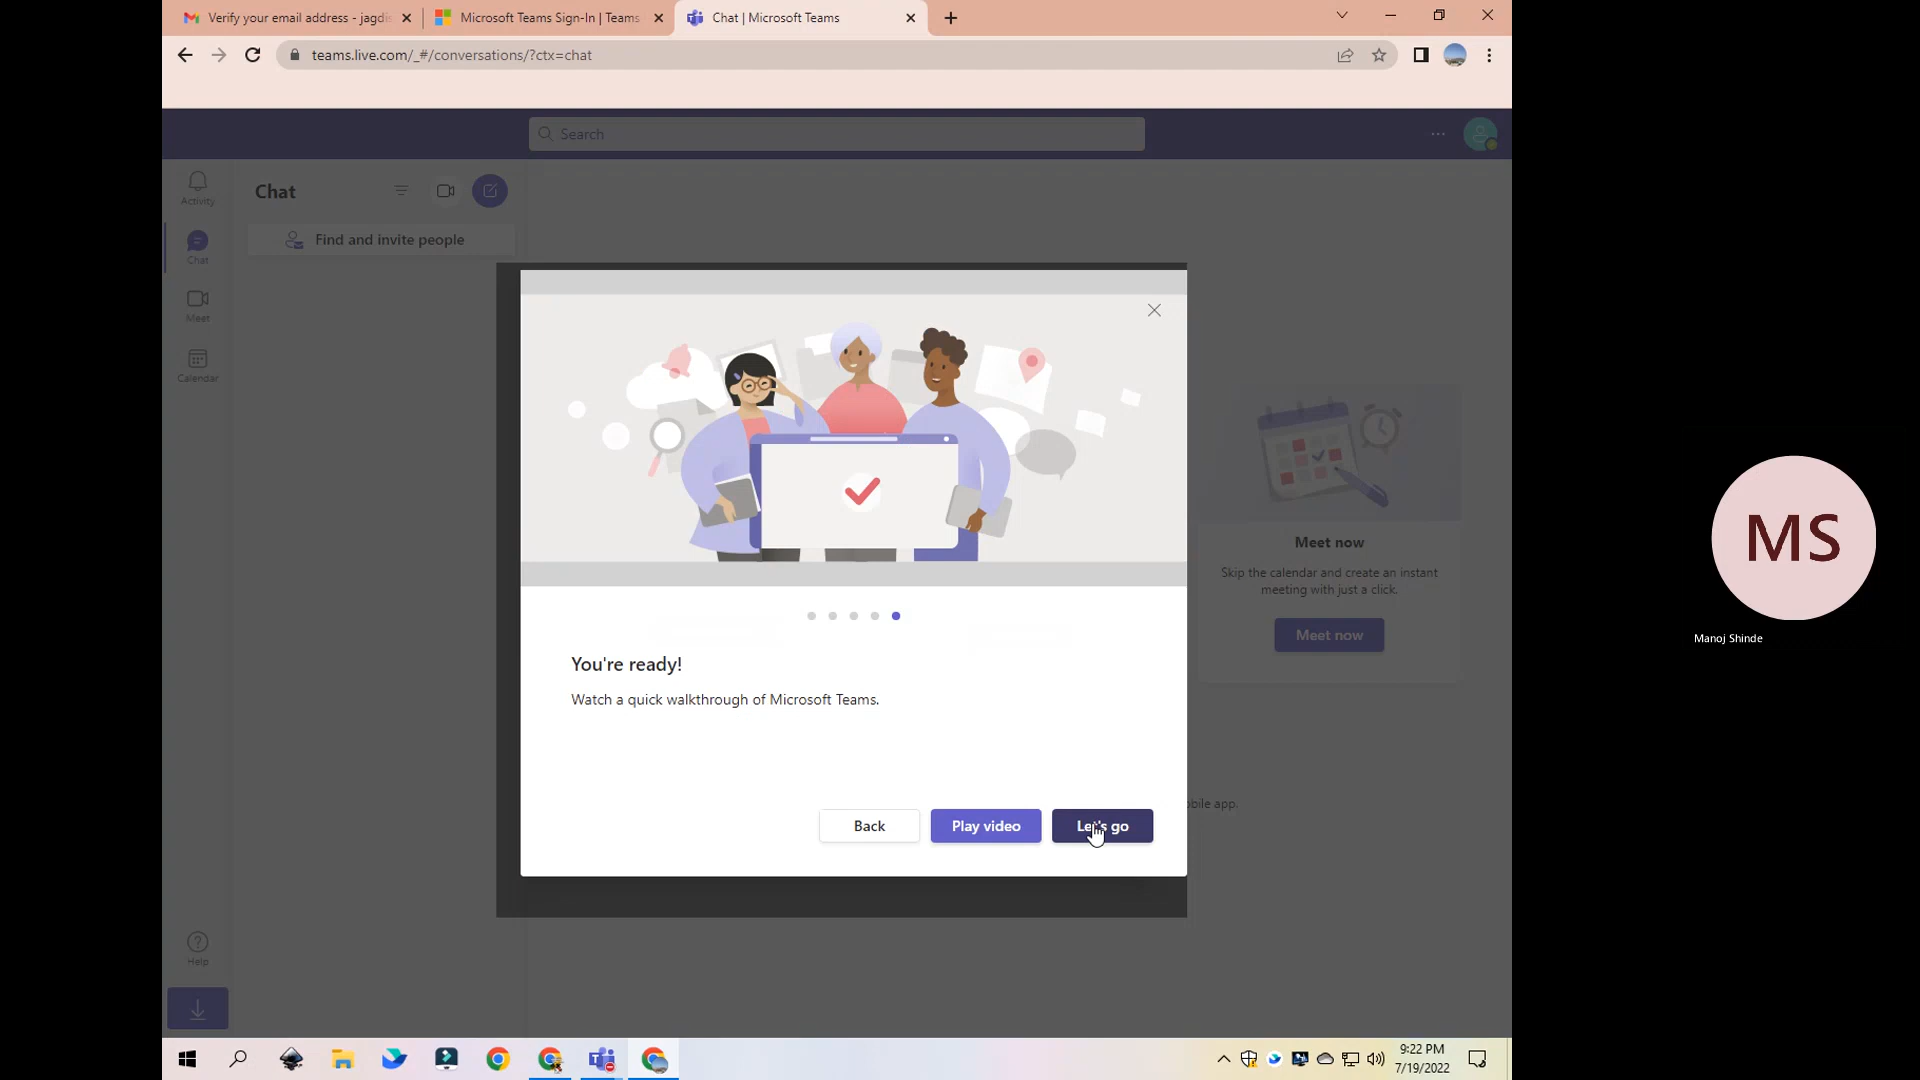 Verify your email address - jagdis
Microsoft Teams Sign-In | Teams
Chat | Microsoft Teams
teams.live.com/_#/conversations/?ctx=chat
Search
Activity
Chat
Meet
Calendar
Help
Chat
Find and invite people
You're ready!
Watch a quick walkthrough of Microsoft Teams.
Back
Play video
Let's go
Meet now
Skip the calendar and create an instant
meeting with just a click.
Meet now
app.
MS
Manoj Shinde
9:22 PM
7/19/2022